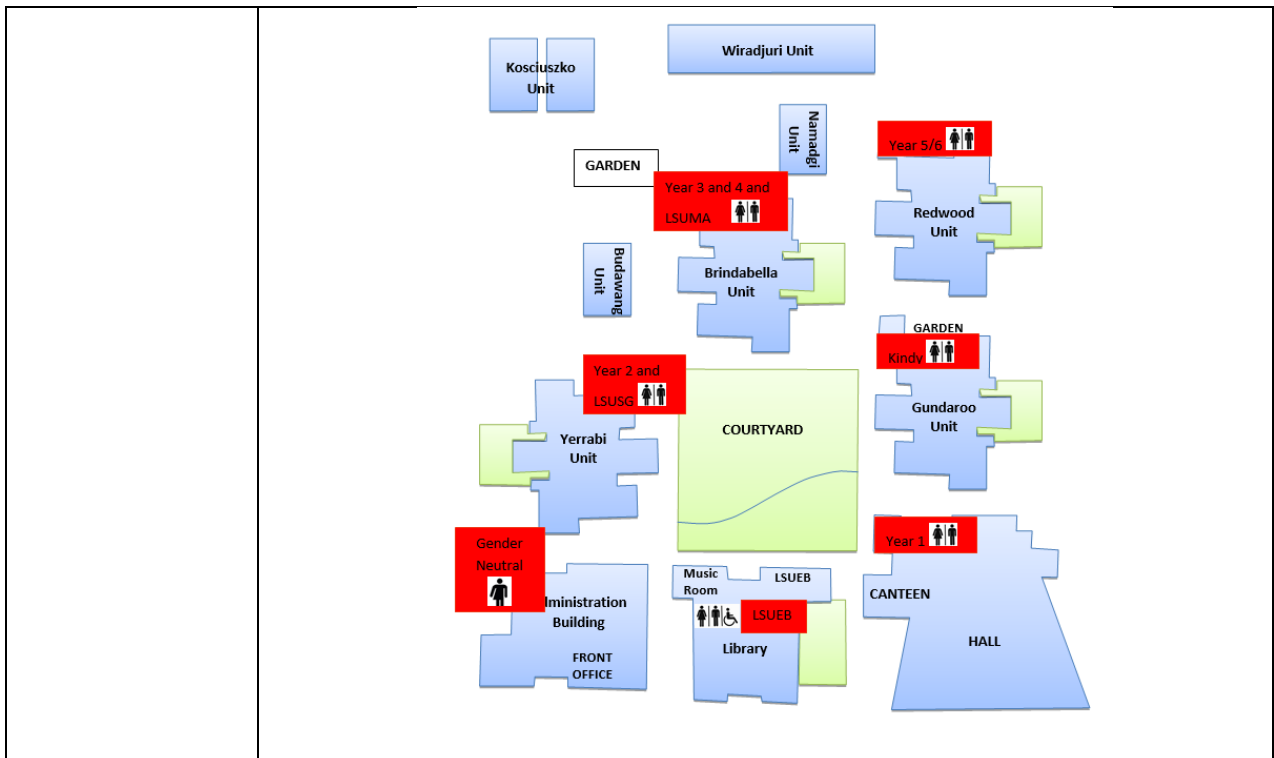 Wiradjuri Unit
Kosciuszko
Unit
Namadgi
Unit
Year 5/6
GARDEN
Year 3 and 4 and
LSUMA
Redwood
Unit
Budawang
Unit
Brindabella
Unit
GARDEN
Kindy
Year 2 and
LSUSG
Gundaroo
Unit
COURTYARD
Yerrabi
Unit
Gender
Neutral
Year 1
Music
Room
LSUEB
CANTEEN
LSUEB
dministration
Building
Library
HALL
FRONT
OFFICE